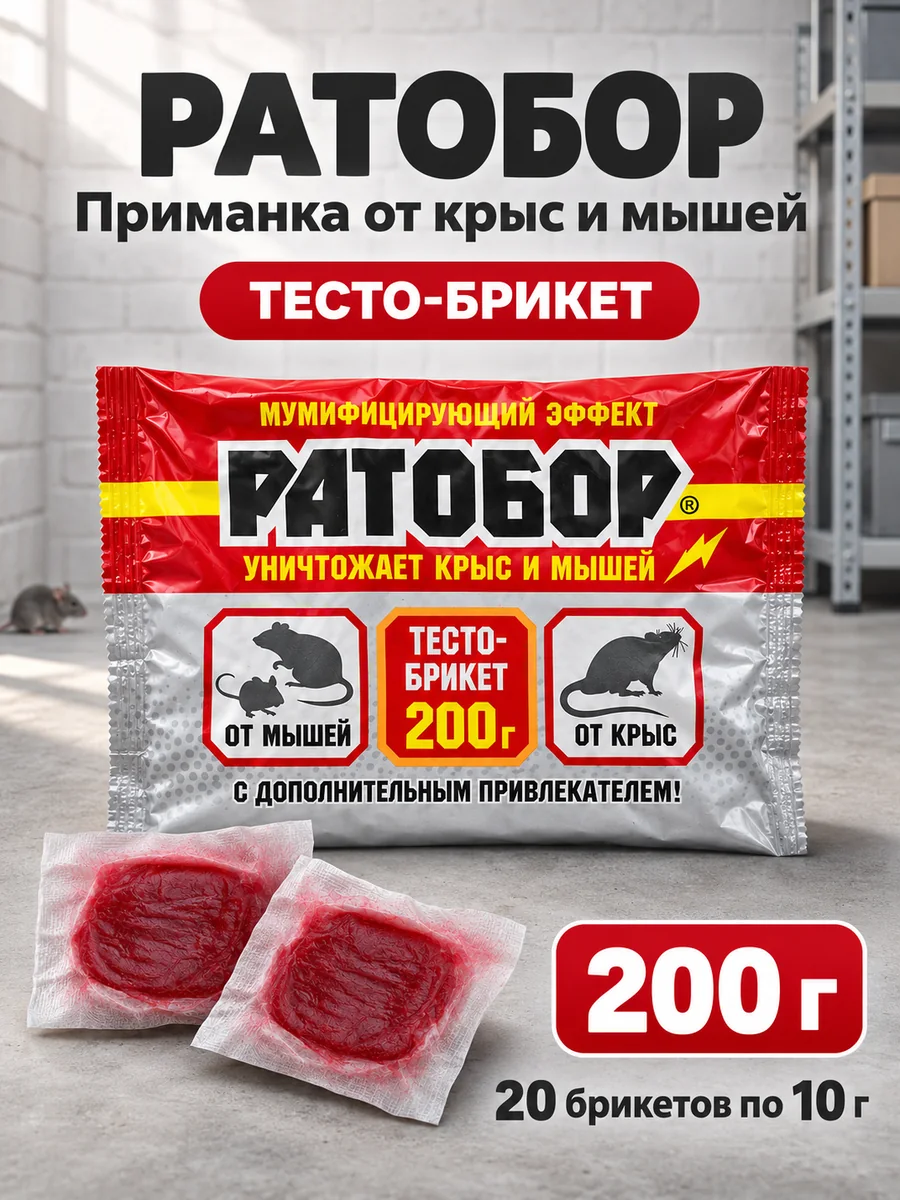 РАТОБОР
Приманка от крыс и мышей
ТЕСТО-БРИКЕТ
МУМИФИЦИРУЮЩИЙ ЭФФЕКТ
РАТОБОР®
УНИЧТОЖАЕТ КРЫС И МЫШЕЙ
ОТ МЫШЕЙ
ТЕСТО-
БРИКЕТ
200г
ОТ КРЫС
С ДОПОЛНИТЕЛЬНЫМ ПРИВЛЕКАТЕЛЕМ!
200 г
20 брикетов по 10 г